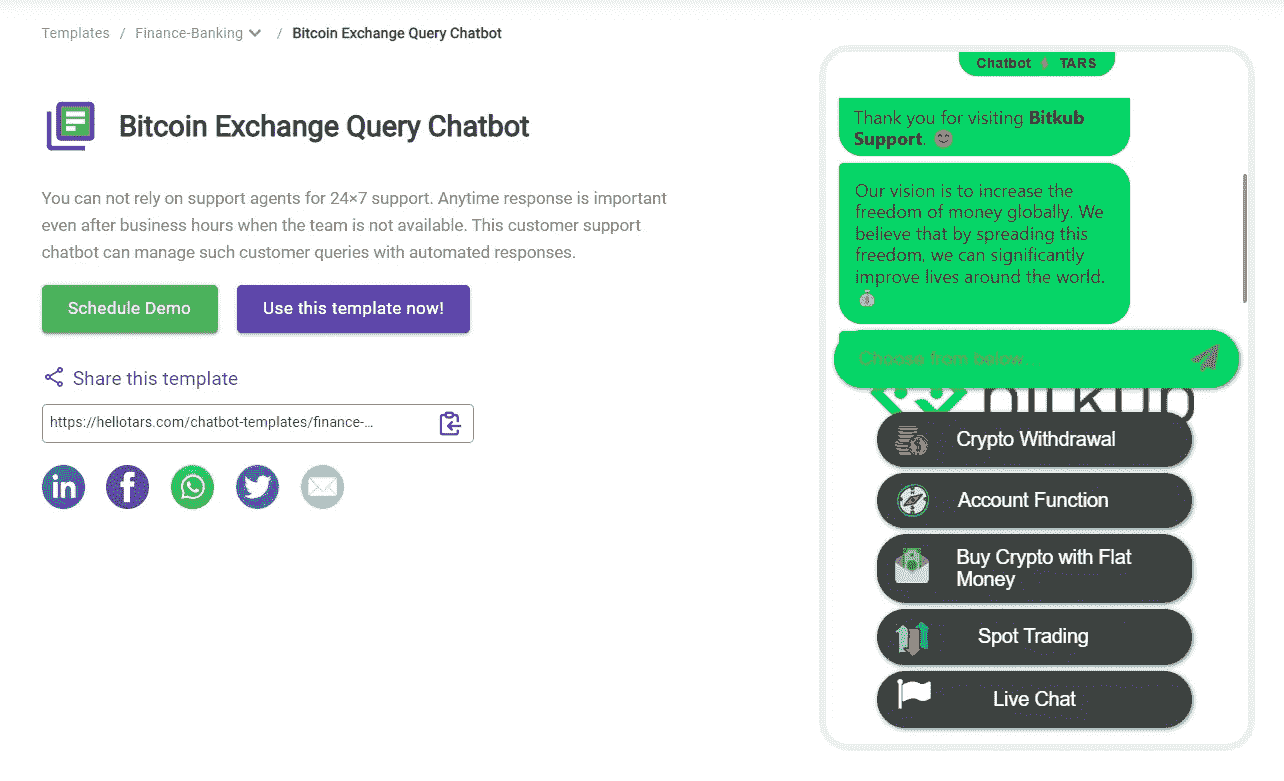 Templates / Finance-Banking / Bitcoin Exchange Query Chatbot
Bitcoin Exchange Query Chatbot
You can not rely on support agents for 24×7 support. Anytime response is important
even after business hours when the team is not available. This customer support
chatbot can manage such customer queries with automated responses.
Schedule Demo
Use this template now!
Share this template
https://hellotars.com/chatbot-templates/finance-...
in
f
Chatbot TARS
Thank you for visiting Bitkub
Support.
Our vision is to increase the
freedom of money globally. We
believe that by spreading this
freedom, we can significantly
improve lives around the world.
Choose from below...
bitkub
Crypto Withdrawal
Account Function
Buy Crypto with Flat
Money
Spot Trading
Live Chat